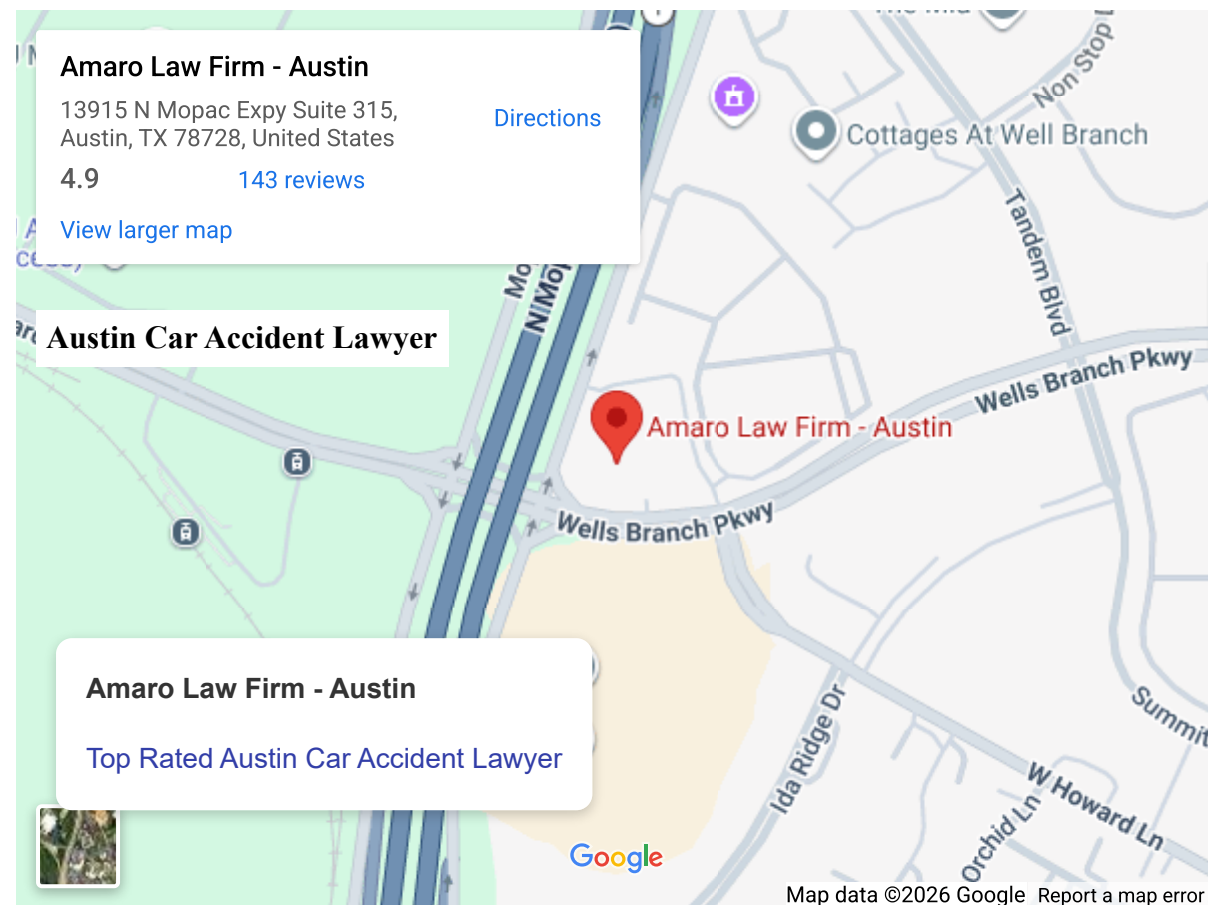 Amaro Law Firm - Austin
13915 N Mopac Expy Suite 315,
Austin, TX 78728, United States
Directions
4.9
143 reviews
View larger map
Austin Car Accident Lawyer
Non Stop
Cottages At Well Branch
Tandem Blvd
N Mop
Wells Branch Pkwy
Amaro Law Firm - Austin
Wells Branch Pkwy
Amaro Law Firm - Austin
Top Rated Austin Car Accident Lawyer
Ida Ridge Dr
Summit
W Howard Ln
Orchid Ln
Google
Map data ©2026 Google
Report a map error